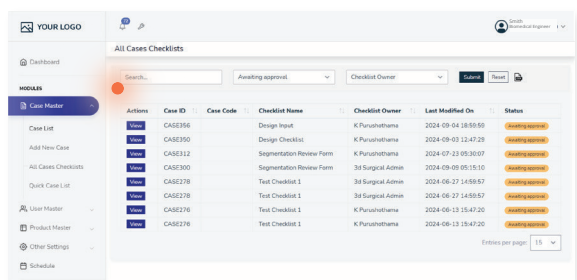 YOUR LOGO
Smith
Biomedical Engineer
All Cases Checklists
Dashboard
Search...
Awaiting approval
Checklist Owner
Submit
Reset
MODULES
Case Master
Case List
Add New Case
All Cases Checklists
Quick Case List
User Master
Product Master
Other Settings
Schedule
Actions Case ID Case Code Checklist Name Checklist Owner Last Modified On Status
View CASE356 Design Input K Purushothama 2024-09-04 18:59:59 Awaiting approval
View CASE350 Design Checklist K Purushothama 2024-09-03 12:47:29 Awaiting approval
View CASE312 Segmentation Review Form K Purushothama 2024-07-23 05:30:07 Awaiting approval
View CASE300 Segmentation Review Form 3d Surgical Admin 2024-09-09 05:15:10 Awaiting approval
View CASE278 Test Checklist 1 3d Surgical Admin 2024-06-27 14:59:57 Awaiting approval
View CASE278 Test Checklist 1 3d Surgical Admin 2024-06-27 14:59:57 Awaiting approval
View CASE276 Test Checklist 1 K Purushothama 2024-06-13 15:47:20 Awaiting approval
View CASE276 Test Checklist 1 K Purushothama 2024-06-13 15:47:20 Awaiting approval
Entries per page: 15